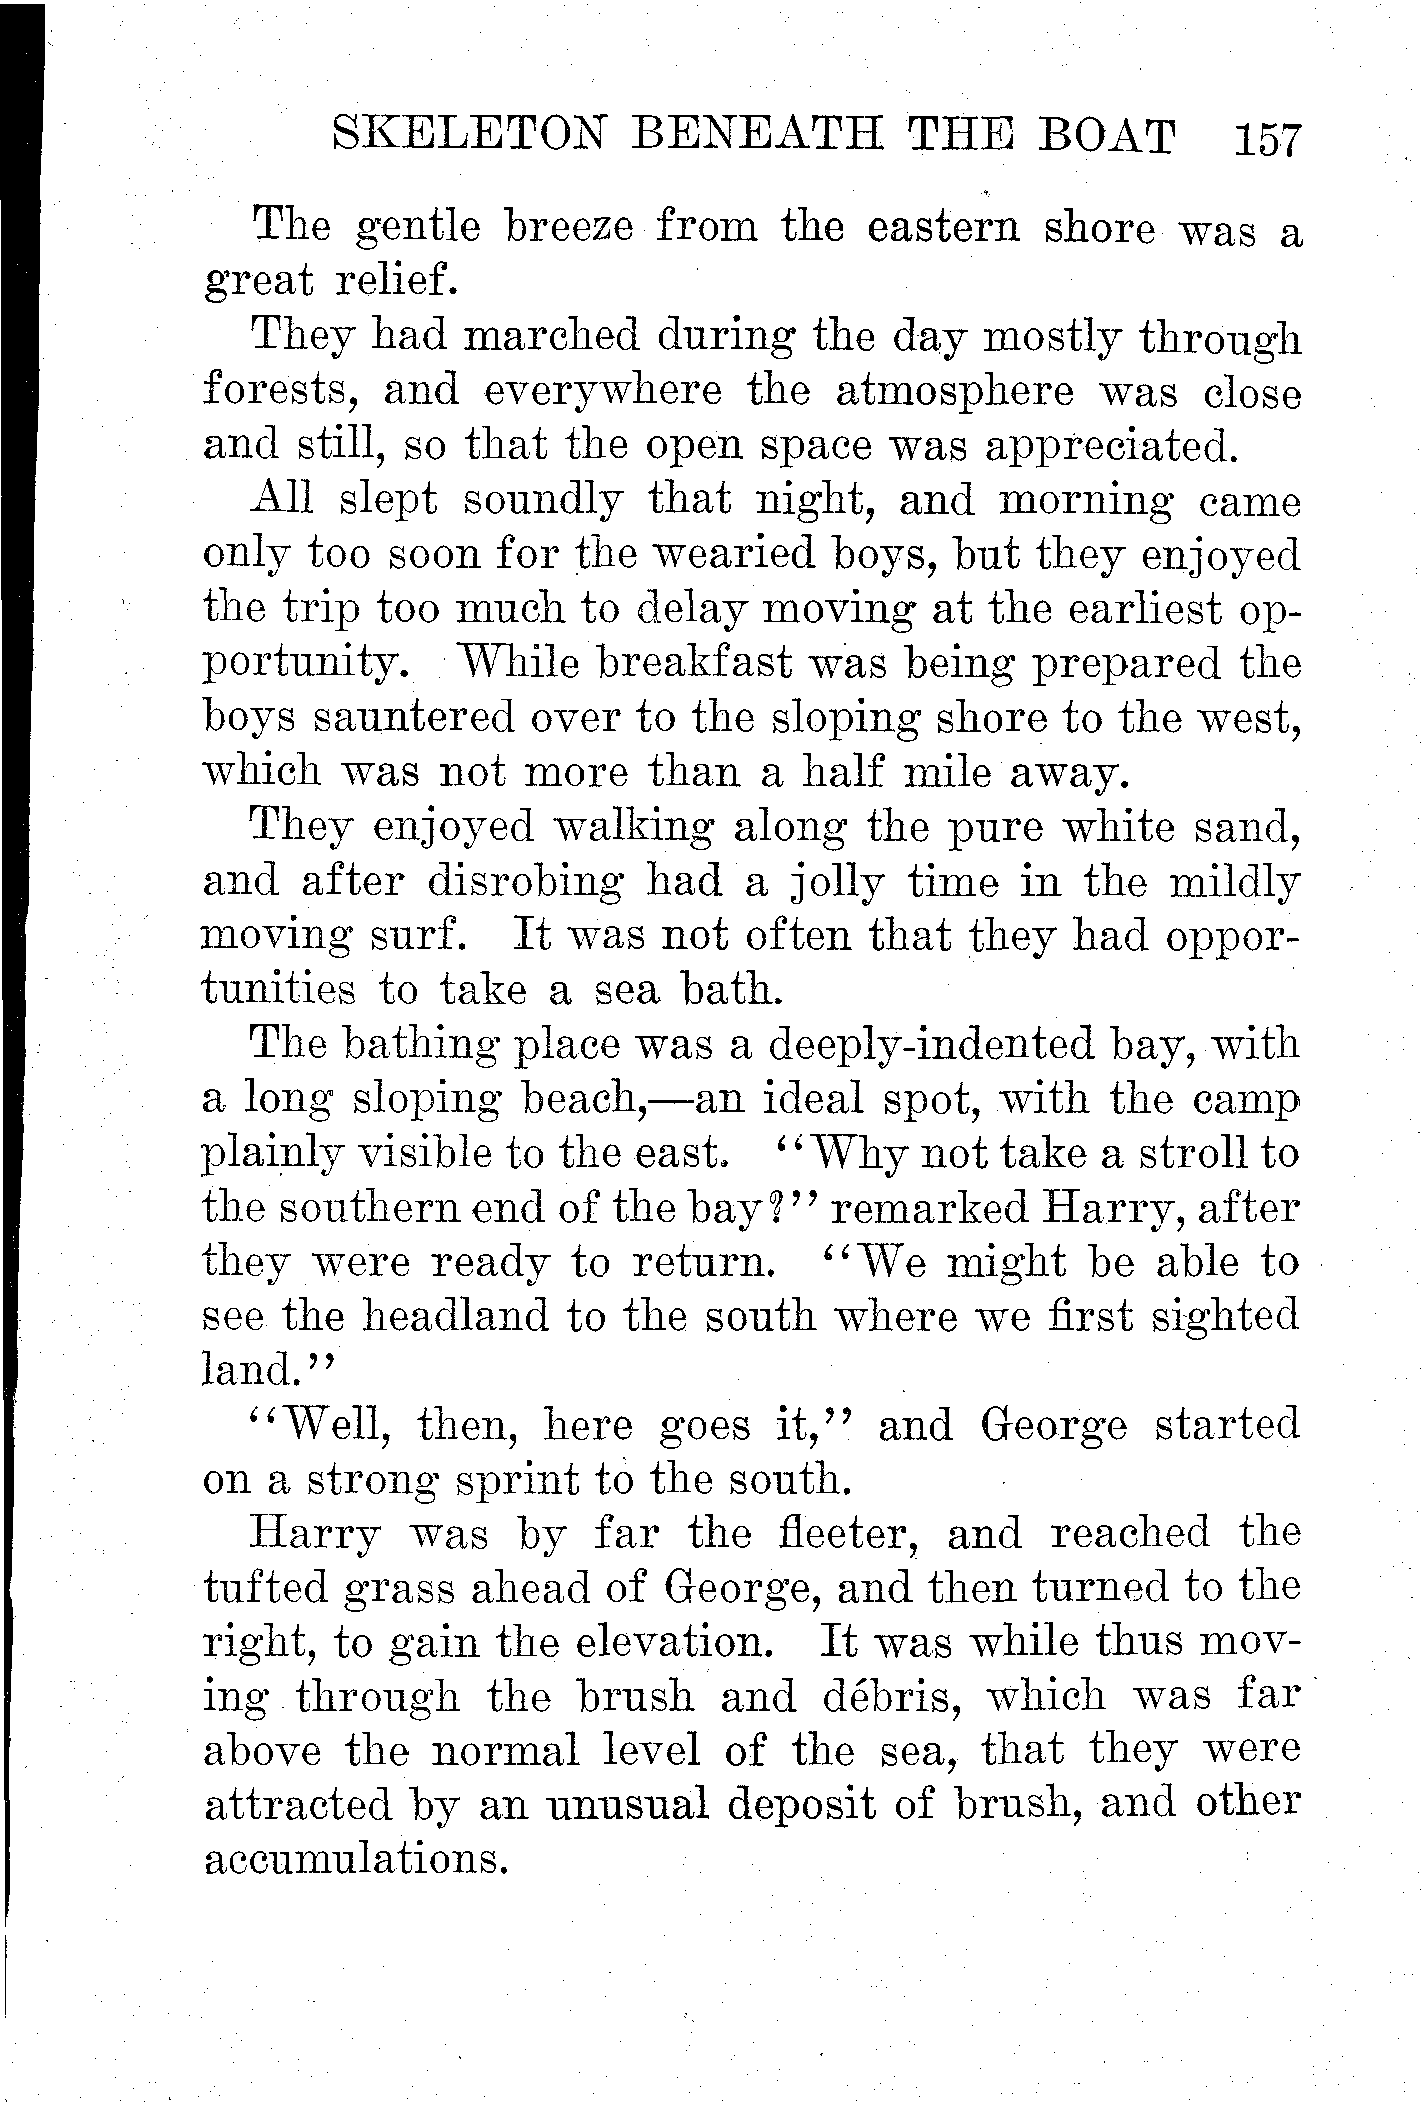 SKELETON BENEATH THE BOAT 157
The gentle breeze from the eastern shore was a
great relief.
They had marched during the day mostly through
forests, and everywhere the atmosphere was close
and still, so that the open space was appreciated.
All slept soundly that night, and morning came
only too soon for the wearied boys, but they enjoyed
the trip too much to delay moving at the earliest op-
portunity. While breakfast was being prepared the
boys sauntered over to the sloping shore to the west,
which was not more than a half mile away.
They enjoyed walking along the pure white sand,
and after disrobing had a jolly time in the mildly
moving surf. It was not often that they had oppor-
tunities to take a sea bath.
The bathing place was a deeply-indented bay, with
a long sloping beach,—an ideal spot, with the camp
plainly visible to the east. "Why not take a stroll to
the southern end of the bay?" remarked Harry, after
they were ready to return. "We might be able to
see the headland to the south where we first sighted
land."
"Well, then, here goes it," and George started
on a strong sprint to the south.
Harry was by far the fleeter, and reached the
tufted grass ahead of George, and then turned to the
right, to gain the elevation. It was while thus mov-
ing through the brush and débris, which was far
above the normal level of the sea, that they were
attracted by an unusual deposit of brush, and other
accumulations.